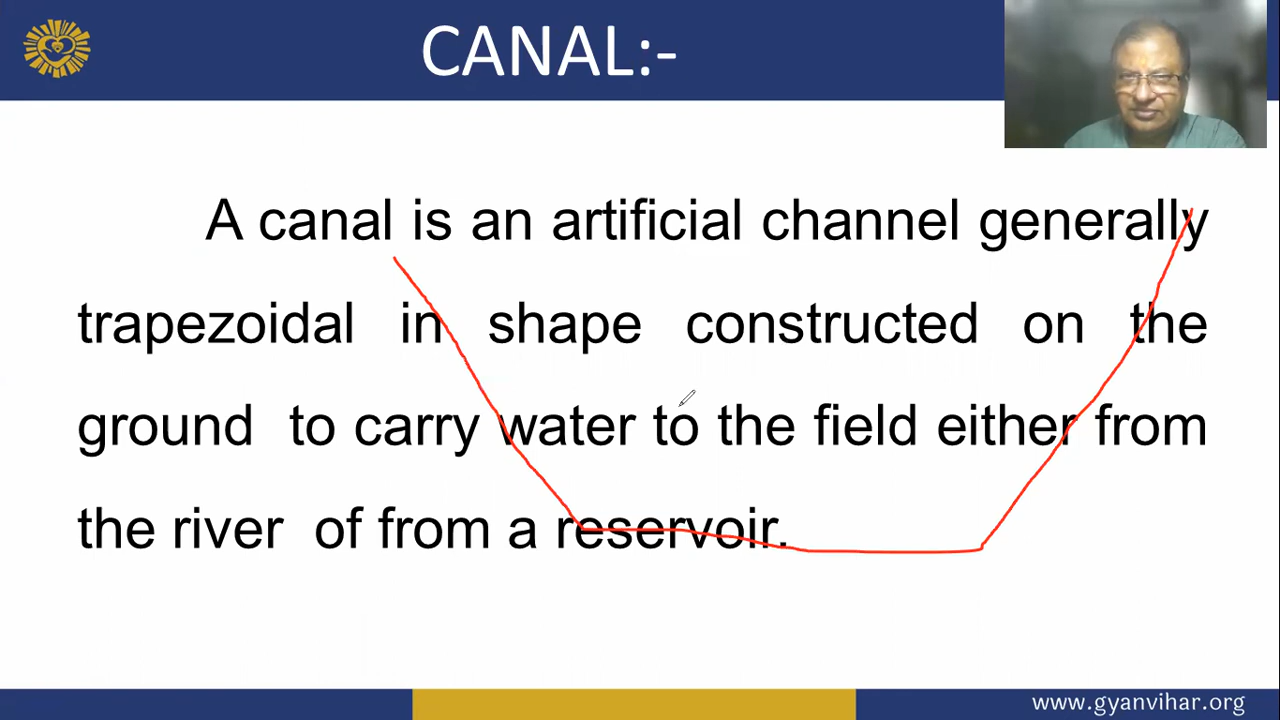 CANAL:-
A canal is an artificial channel generally
trapezoidal in shape constructed on the
ground to carry water to the field either from
the river of from a reservoir.
www.gyanvihar.org